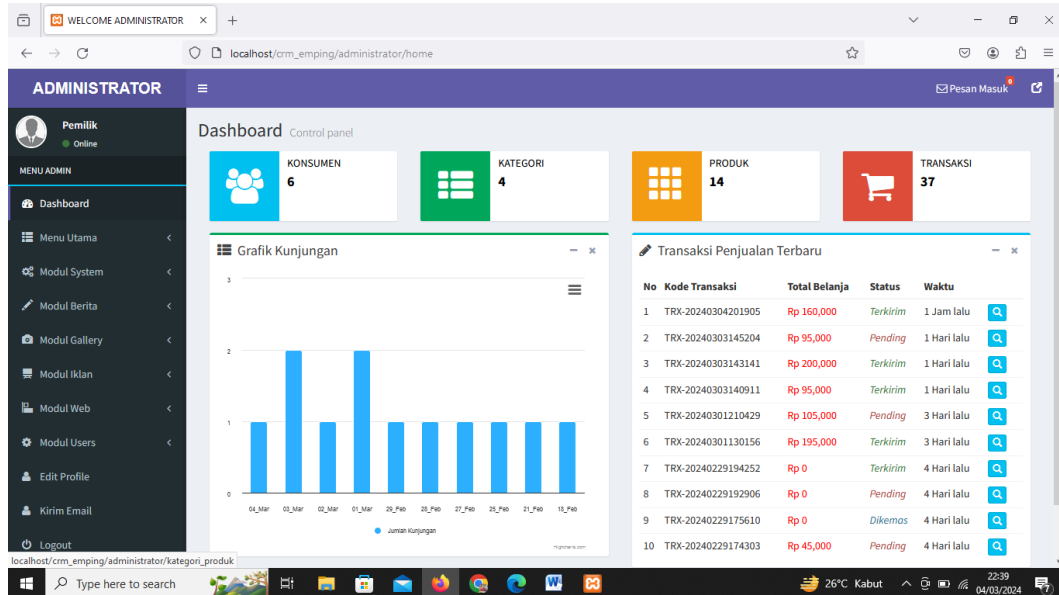 WELCOME ADMINISTRATOR
localhost/crm_emping/administrator/home
ADMINISTRATOR
Pesan Masuk
0
Pemilik
Online
MENU ADMIN
Dashboard
Menu Utama
Modul System
Modul Berita
Modul Gallery
Modul Iklan
Modul Web
Modul Users
Edit Profile
Kirim Email
Logout
localhost/crm_emping/administrator/kategori_produk
Dashboard Control panel
KONSUMEN
6
KATEGORI
4
PRODUK
14
TRANSAKSI
37
Grafik Kunjungan
3
2
1
0
04_Mar 03_Mar 02_Mar 01_Mar 29_Feb 28_Feb 27_Feb 25_Feb 21_Feb 18_Feb
Jumlah Kunjungan
Highcharts.com
Transaksi Penjualan Terbaru
No Kode Transaksi Total Belanja Status Waktu
1 TRX-20240304201905 Rp 160,000 Terkirim 1 Jam lalu
2 TRX-20240303145204 Rp 95,000 Pending 1 Hari lalu
3 TRX-20240303143141 Rp 200,000 Terkirim 1 Hari lalu
4 TRX-20240303140911 Rp 95,000 Terkirim 1 Hari lalu
5 TRX-20240301210429 Rp 105,000 Pending 3 Hari lalu
6 TRX-20240301130156 Rp 195,000 Terkirim 3 Hari lalu
7 TRX-20240229194252 Rp 0 Terkirim 4 Hari lalu
8 TRX-20240229192906 Rp 0 Pending 4 Hari lalu
9 TRX-20240229175610 Rp 0 Dikemas 4 Hari lalu
10 TRX-20240229174303 Rp 45,000 Pending 4 Hari lalu
Type here to search
26°C Kabut
22:39
04/03/2024
7